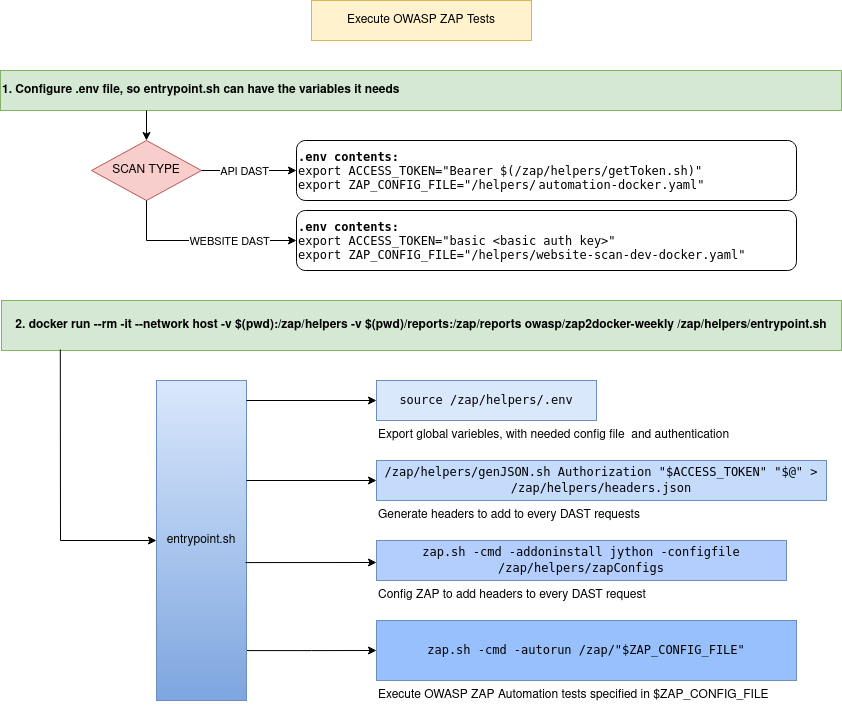 Execute OWASP ZAP Tests
1. Configure .env file, so entrypoint.sh can have the variables it needs
SCAN TYPE
API DAST
.env contents:
export ACCESS_TOKEN="Bearer $(/zap/helpers/getToken.sh)"
export ZAP_CONFIG_FILE="/helpers/automation-docker.yaml"
WEBSITE DAST
.env contents:
export ACCESS_TOKEN="basic <basic auth key>"
export ZAP_CONFIG_FILE="/helpers/website-scan-dev-docker.yaml"
2. docker run --rm -it --network host -v $(pwd):/zap/helpers -v $(pwd)/reports:/zap/reports owasp/zap2docker-weekly /zap/helpers/entrypoint.sh
entrypoint.sh
source /zap/helpers/.env
Export global variebles, with needed config file and authentication
/zap/helpers/genJSON.sh Authorization "$ACCESS_TOKEN" "$@" >
/zap/helpers/headers.json
Generate headers to add to every DAST requests
zap.sh -cmd -addoninstall jython -configfile
/zap/helpers/zapConfigs
Config ZAP to add headers to every DAST request
zap.sh -cmd -autorun /zap/"$ZAP_CONFIG_FILE"
Execute OWASP ZAP Automation tests specified in $ZAP_CONFIG_FILE